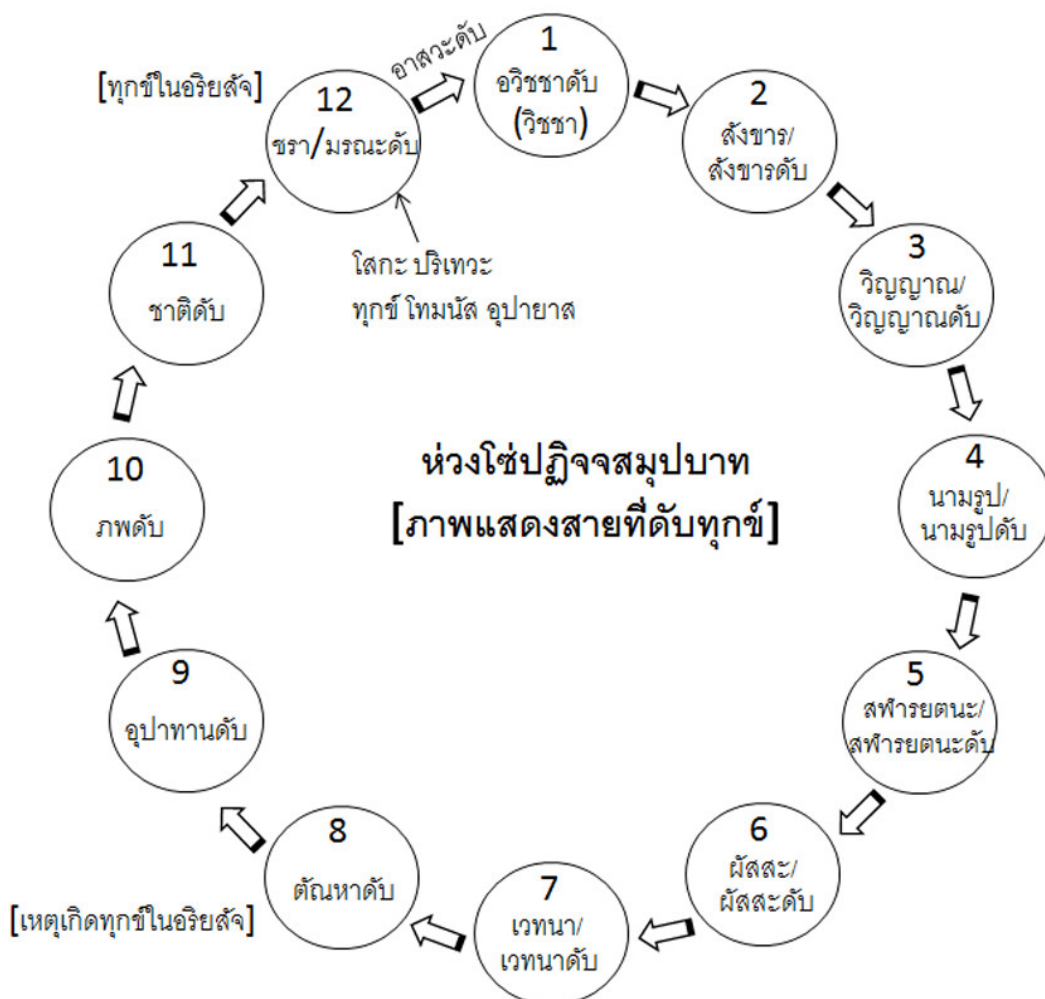 ห่วงโซ่ปฏิจจสมุปบาท
[ภาพแสดงสายที่ดับทุกข์]
1
อวิชชาดับ
(วิชชา)
2
สังขาร/
สังขารดับ
3
วิญญาณ/
วิญญาณดับ
4
นามรูป/
นามรูปดับ
5
สฬารยตนะ/
สฬารยตนะดับ
6
ผัสสะ/
ผัสสะดับ
7
เวทนา/
เวทนาดับ
8
ตัณหาดับ
[เหตุเกิดทุกข์ในอริยสัจ]
9
อุปาทานดับ
10
ภพดับ
11
ชาติดับ
12
ชรา/มรณะดับ
[ทุกข์ในอริยสัจ]
โสกะ ปริเทวะ
ทุกข์ โทมนัส อุปายาส
อาสวะดับ